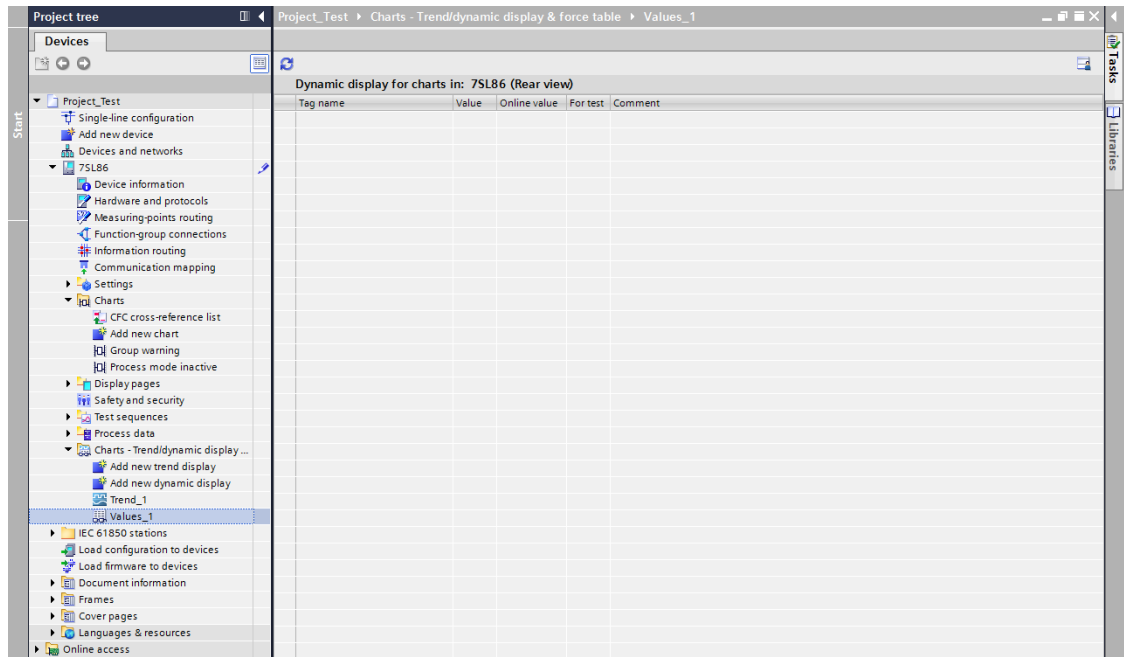 Project tree
Project_Test ▸ Charts - Trend/dynamic display & force table ▸ Values_1
Devices
Start
Tasks
Libraries
Dynamic display for charts in: 7SL86 (Rear view)
Tag name Value Online value For test Comment
Project_Test
Single-line configuration
Add new device
Devices and networks
7SL86
Device information
Hardware and protocols
Measuring-points routing
Function-group connections
Information routing
Communication mapping
Settings
Charts
CFC cross-reference list
Add new chart
Group warning
Process mode inactive
Display pages
Safety and security
Test sequences
Process data
Charts - Trend/dynamic display ...
Add new trend display
Add new dynamic display
Trend_1
Values_1
IEC 61850 stations
Load configuration to devices
Load firmware to devices
Document information
Frames
Cover pages
Languages & resources
Online access